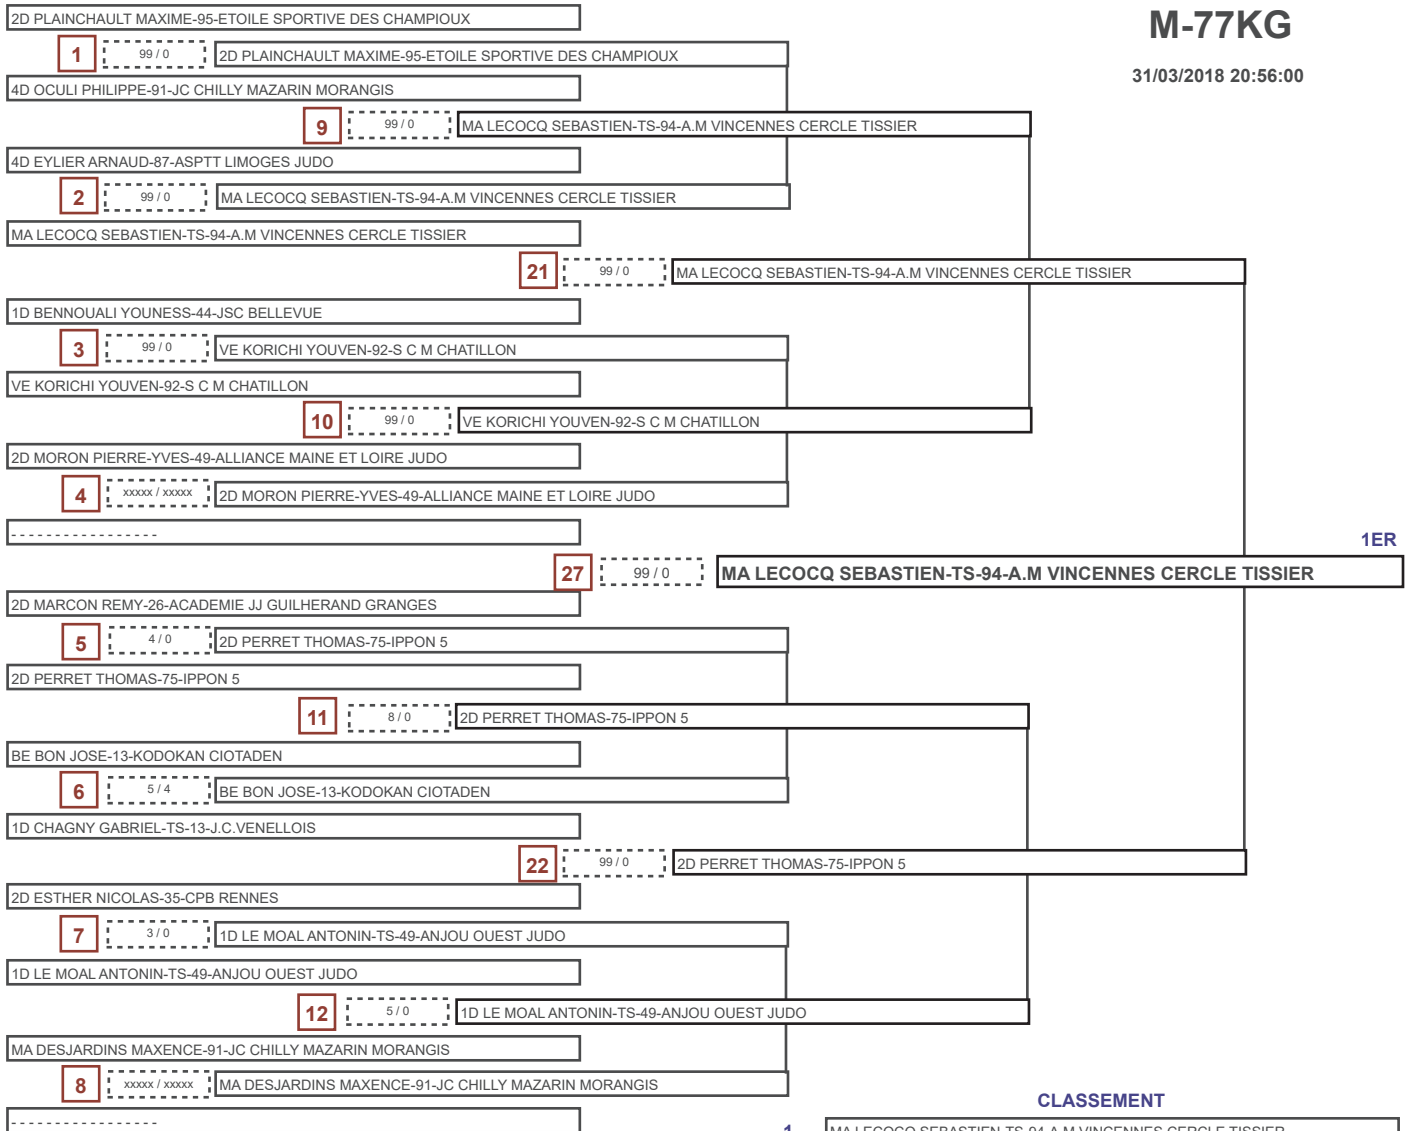 2D PLAINCHAULT MAXIME-95-ETOILE SPORTIVE DES CHAMPIOUX
M-77KG
1 99 / 0 2D PLAINCHAULT MAXIME-95-ETOILE SPORTIVE DES CHAMPIOUX
31/03/2018 20:56:00
4D OCULI PHILIPPE-91-JC CHILLY MAZARIN MORANGIS
9 99 / 0 MA LECOCQ SEBASTIEN-TS-94-A.M VINCENNES CERCLE TISSIER
4D EYLIER ARNAUD-87-ASPTT LIMOGES JUDO
2 99 / 0 MA LECOCQ SEBASTIEN-TS-94-A.M VINCENNES CERCLE TISSIER
MA LECOCQ SEBASTIEN-TS-94-A.M VINCENNES CERCLE TISSIER
21 99 / 0 MA LECOCQ SEBASTIEN-TS-94-A.M VINCENNES CERCLE TISSIER
1D BENNOUALI YOUNESS-44-JSC BELLEVUE
3 99 / 0 VE KORICHI YOUVEN-92-S C M CHATILLON
VE KORICHI YOUVEN-92-S C M CHATILLON
10 99 / 0 VE KORICHI YOUVEN-92-S C M CHATILLON
2D MORON PIERRE-YVES-49-ALLIANCE MAINE ET LOIRE JUDO
4 xxxxx / xxxxx 2D MORON PIERRE-YVES-49-ALLIANCE MAINE ET LOIRE JUDO
- - - - - - - - - - - - - - - - -
1ER
27 99 / 0 MA LECOCQ SEBASTIEN-TS-94-A.M VINCENNES CERCLE TISSIER
2D MARCON REMY-26-ACADEMIE JJ GUILHERAND GRANGES
5 4 / 0 2D PERRET THOMAS-75-IPPON 5
2D PERRET THOMAS-75-IPPON 5
11 8 / 0 2D PERRET THOMAS-75-IPPON 5
BE BON JOSE-13-KODOKAN CIOTADEN
6 5 / 4 BE BON JOSE-13-KODOKAN CIOTADEN
1D CHAGNY GABRIEL-TS-13-J.C.VENELLOIS
22 99 / 0 2D PERRET THOMAS-75-IPPON 5
2D ESTHER NICOLAS-35-CPB RENNES
7 3 / 0 1D LE MOAL ANTONIN-TS-49-ANJOU OUEST JUDO
1D LE MOAL ANTONIN-TS-49-ANJOU OUEST JUDO
12 5 / 0 1D LE MOAL ANTONIN-TS-49-ANJOU OUEST JUDO
MA DESJARDINS MAXENCE-91-JC CHILLY MAZARIN MORANGIS
8 xxxxx / xxxxx MA DESJARDINS MAXENCE-91-JC CHILLY MAZARIN MORANGIS
CLASSEMENT
- - - - - - - - - - - - - - - - -
1 MA LECOCQ SEBASTIEN-TS-94-A.M VINCENNES CERCLE TISSIER